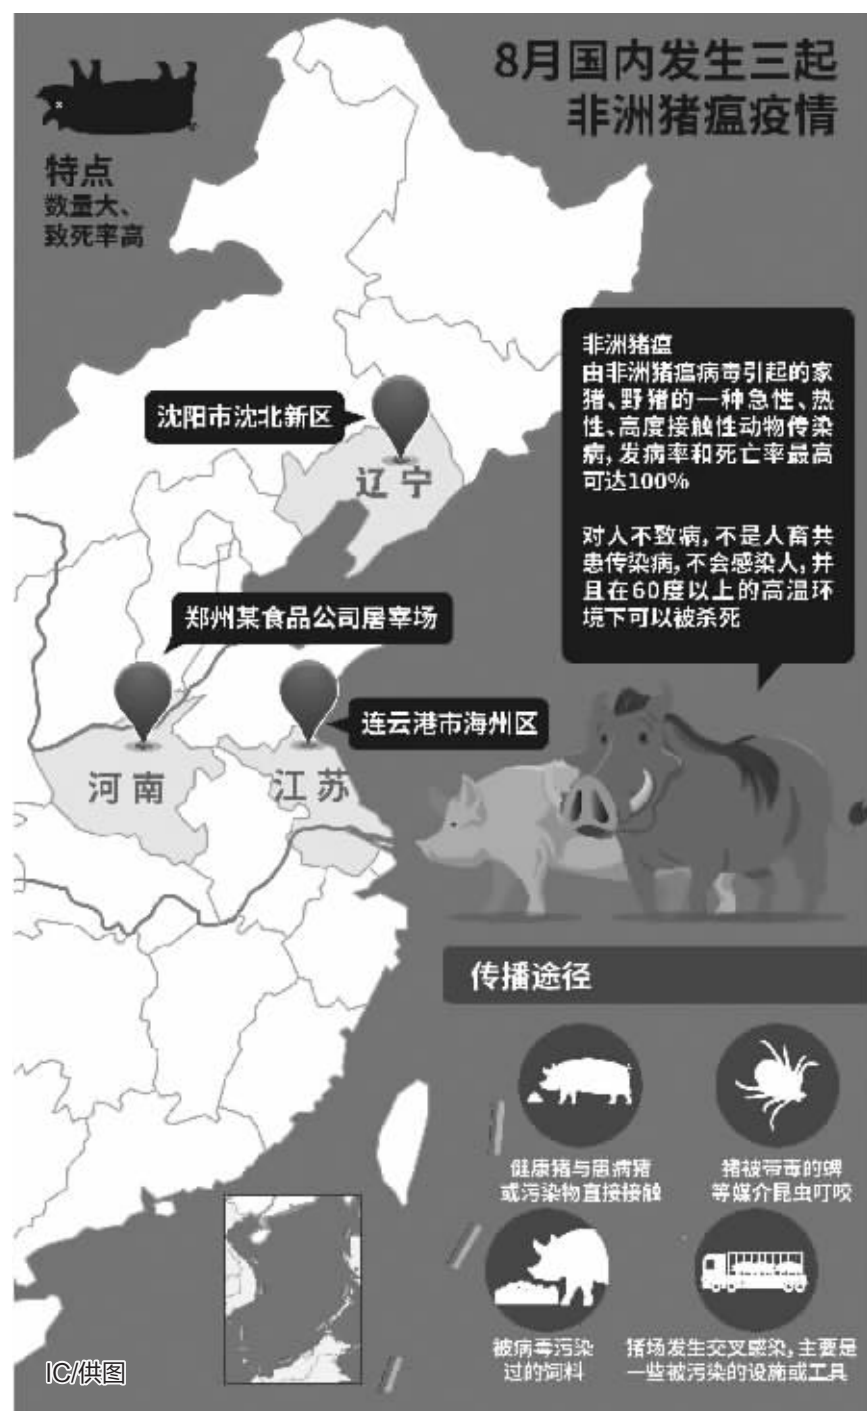 8月国内发生三起
非洲猪瘟疫情
特点
数量大、
致死率高
非洲猪瘟
由非洲猪瘟病毒引起的家
猪、野猪的一种急性、热
性、高度接触性动物传染
病,发病率和死亡率最高
可达100%
对人不致病,不是人畜共
患传染病,不会感染人,并
且在60度以上的高温环
境下可以被杀死
沈阳市沈北新区
辽宁
郑州某食品公司屠宰场
连云港市海州区
河南
江苏
传播途径
健康猪与患病猪
或污染物直接接触
猪被带毒的蜱
等媒介昆虫叮咬
被病毒污染
过的饲料
猪场发生交叉感染,主要是
一些被污染的设施或工具
IC/供图